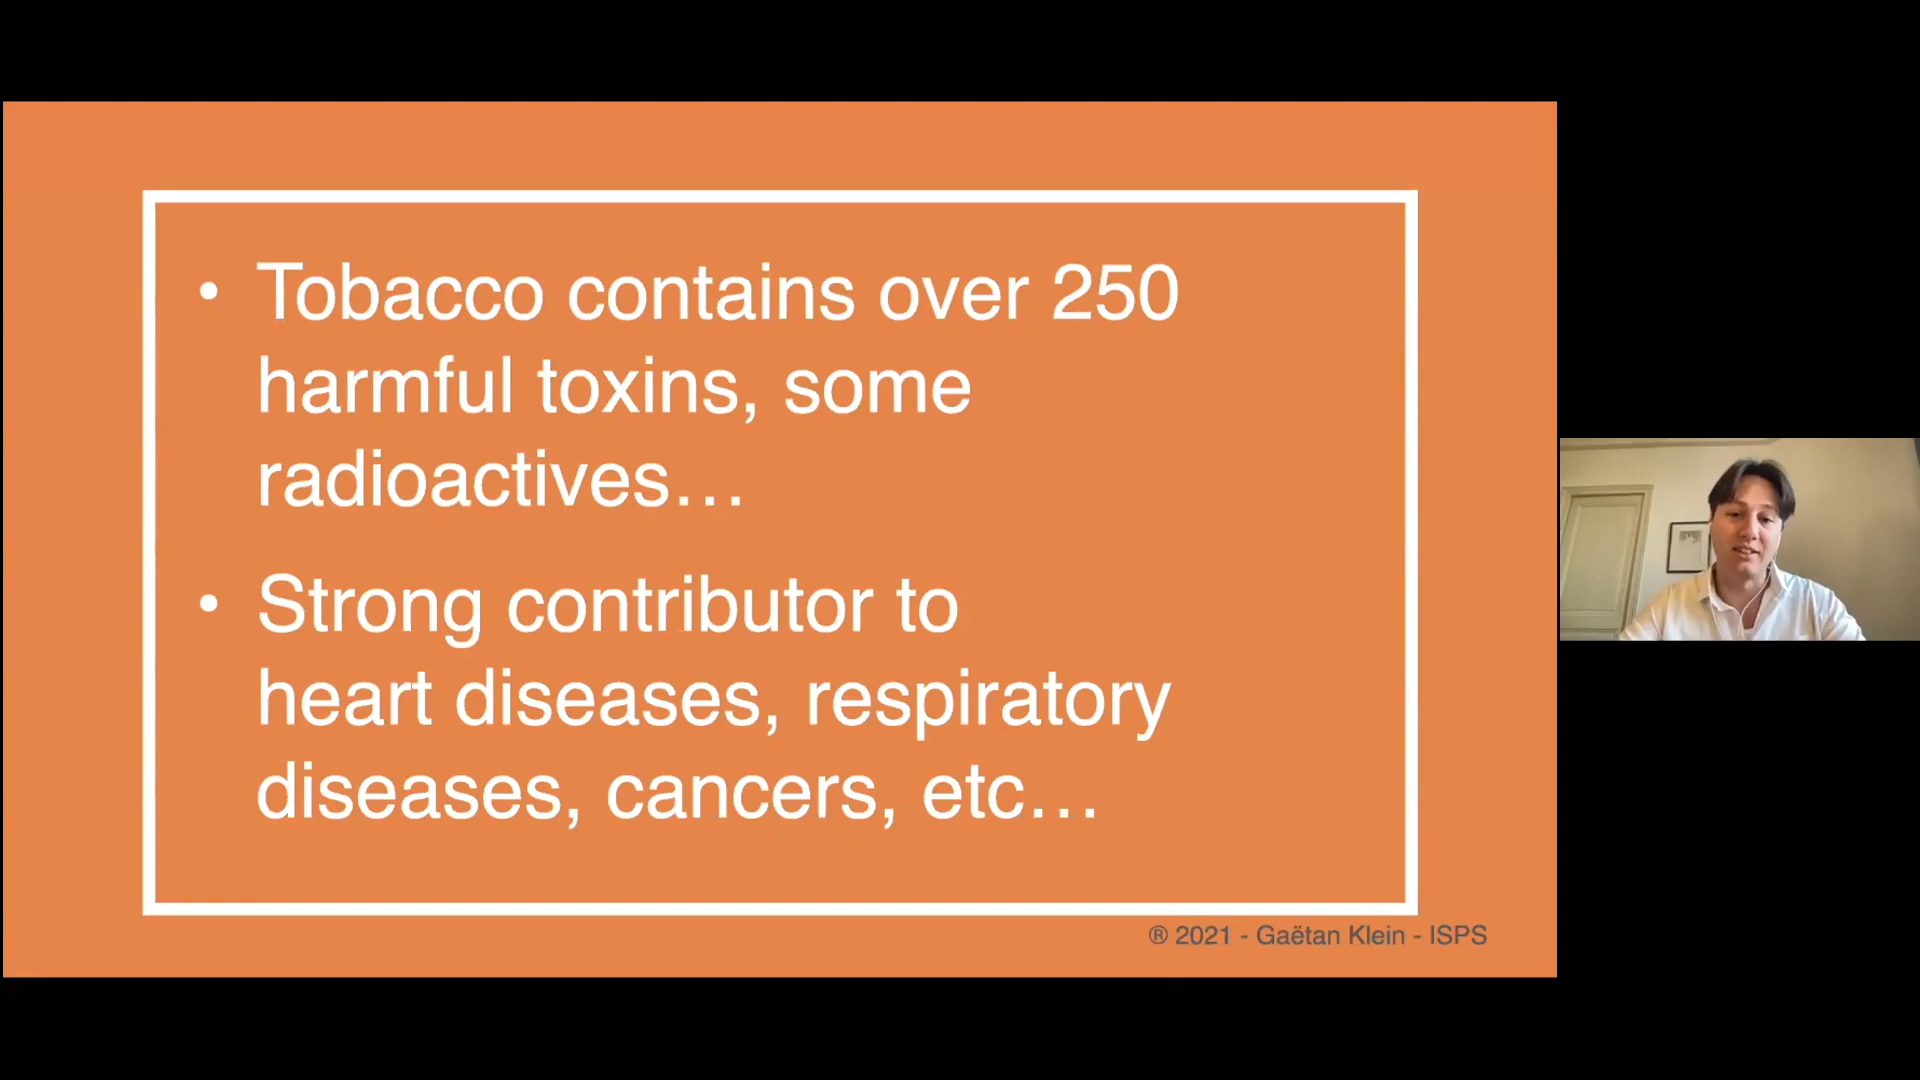 • Tobacco contains over 250
harmful toxins, some
radioactives…
• Strong contributor to
heart diseases, respiratory
diseases, cancers, etc…
® 2021 - Gaëtan Klein - ISPS